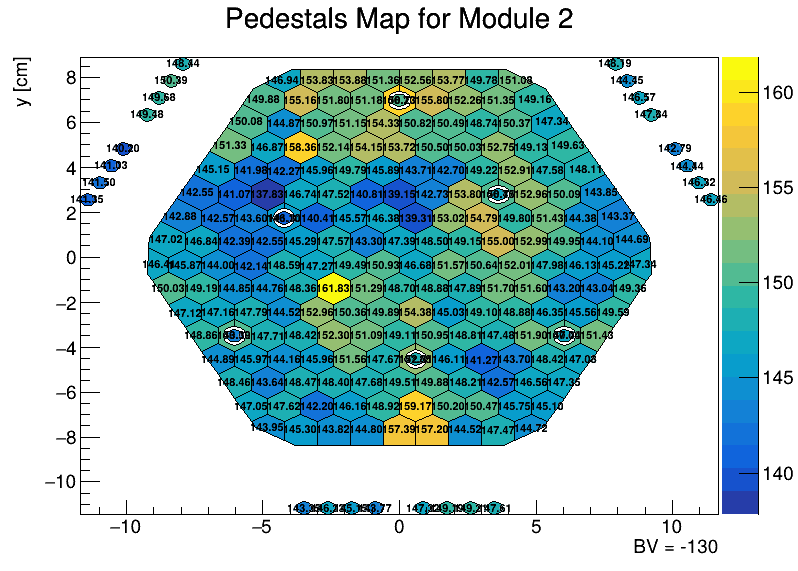 Pedestals Map for Module 2
y [cm]
148.44 148.19
150.39 144.45
149.68 146.57
149.48 147.84
140.20 142.79
141.03 144.44
141.50 146.32
141.35 146.46
146.94 153.83 153.88 151.36 152.56 153.77 149.78 151.08
149.88 155.16 151.80 151.18 155.80 152.26 151.35 149.16
150.08 144.87 150.97 151.15 154.33 150.82 150.49 148.64 150.37 147.34
151.33 146.87 158.36 152.14 154.15 153.72 150.50 150.03 152.75 149.13 149.63
145.15 141.98 142.27 145.96 148.94 143.71 142.70 149.22 152.91 147.58 148.11
142.55 141.07 137.93 146.74 147.52 140.81 139.15 142.73 153.80 152.96 150.09 143.85
142.88 142.57 143.60 140.41 145.57 146.38 139.31 153.02 154.79 149.80 151.43 144.38 143.37
147.02 146.84 142.39 142.55 145.29 147.57 143.30 147.39 148.50 149.15 155.00 152.99 149.95 144.10 144.69
145.87 144.00 142.14 148.59 147.27 149.49 150.93 146.68 151.57 150.64 152.01 147.98 146.13 147.34
150.03 149.19 144.85 144.76 148.36 161.83 151.29 148.70 148.88 147.89 151.70 151.60 143.20 143.04 149.36
147.12 147.16 147.79 144.52 152.96 150.36 149.89 154.38 145.03 149.10 148.88 144.35 145.56 149.59
148.86 147.71 148.42 152.30 151.29 149.11 150.95 148.81 147.48 151.90 151.43
144.89 145.97 144.16 145.96 151.56 147.67 146.11 141.27 143.70 148.42 147.03
148.46 143.64 148.47 148.40 147.68 149.51 149.88 148.21 142.57 146.56 147.35
147.05 147.62 142.20 146.16 148.92 159.17 150.20 150.47 145.75 145.10
143.95 145.30 143.82 144.80 157.39 157.20 144.52 147.47 144.72
8
6
4
2
0
−2
−4
−6
−8
−10
−10 −5 0 5 10
160
155
150
145
140
BV = -130